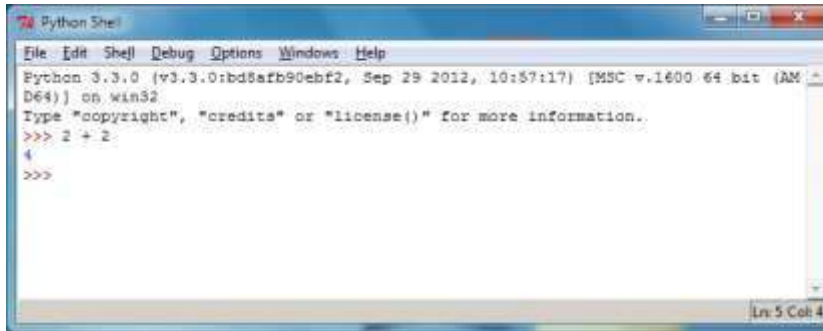 Python Shell
File Edit Shell Debug Options Windows Help
Python 3.3.0 (v3.3.0:bd8afb90ebf2, Sep 29 2012, 10:57:17) [MSC v.1600 64 bit (AM
D64)] on win32
Type "copyright", "credits" or "license()" for more information.
>>> 2 + 2
4
>>>
Ln: 5 Col: 4